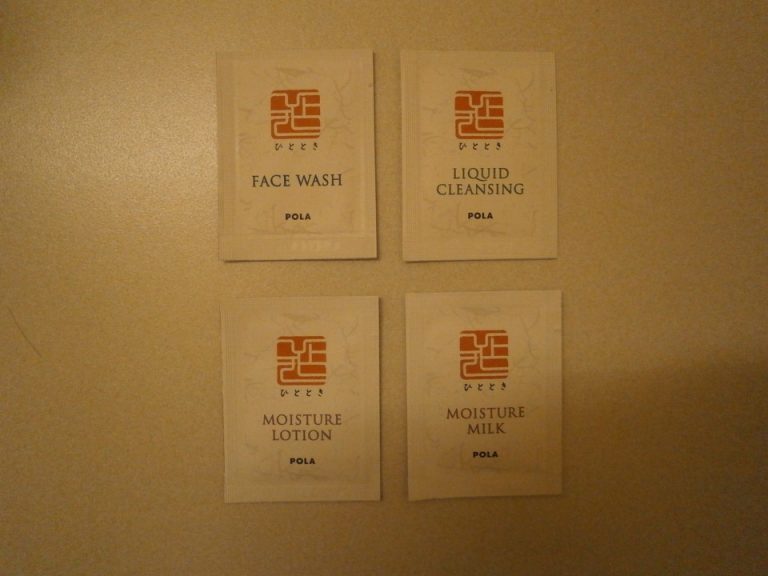 ひととき
FACE WASH
POLA
ひととき
LIQUID
CLEANSING
POLA
ひととき
MOISTURE
LOTION
POLA
ひととき
MOISTURE
MILK
POLA